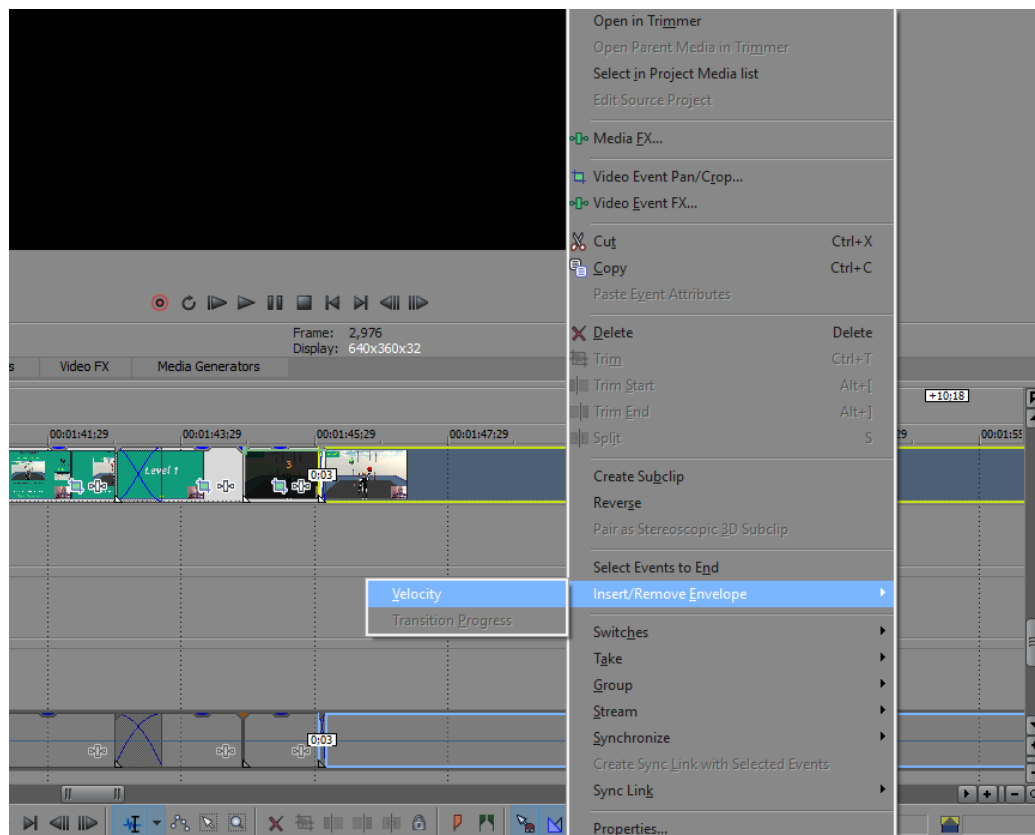 Open in Trimmer
Open Parent Media in Trimmer
Select in Project Media list
Edit Source Project
Media FX...
Video Event Pan/Crop...
Video Event FX...
Cut Ctrl+X
Copy Ctrl+C
Paste Event Attributes
Frame: 2,976
Display: 640x360x32
Delete Delete
Trim Ctrl+T
s Video FX Media Generators
Trim Start Alt+[
+10;18
Trim End Alt+]
00:01:41;29 00:01:43;29 00:01:45;29 00:01:47;29 Split S 29 00:01:55
Level 1 3
0;03
Create Subclip
Reverse
Pair as Stereoscopic 3D Subclip
Select Events to End
Velocity Insert/Remove Envelope
Transition Progress
Switches
Take
Group
Stream
0;03
Synchronize
Create Sync Link with Selected Events
Sync Link
Properties...